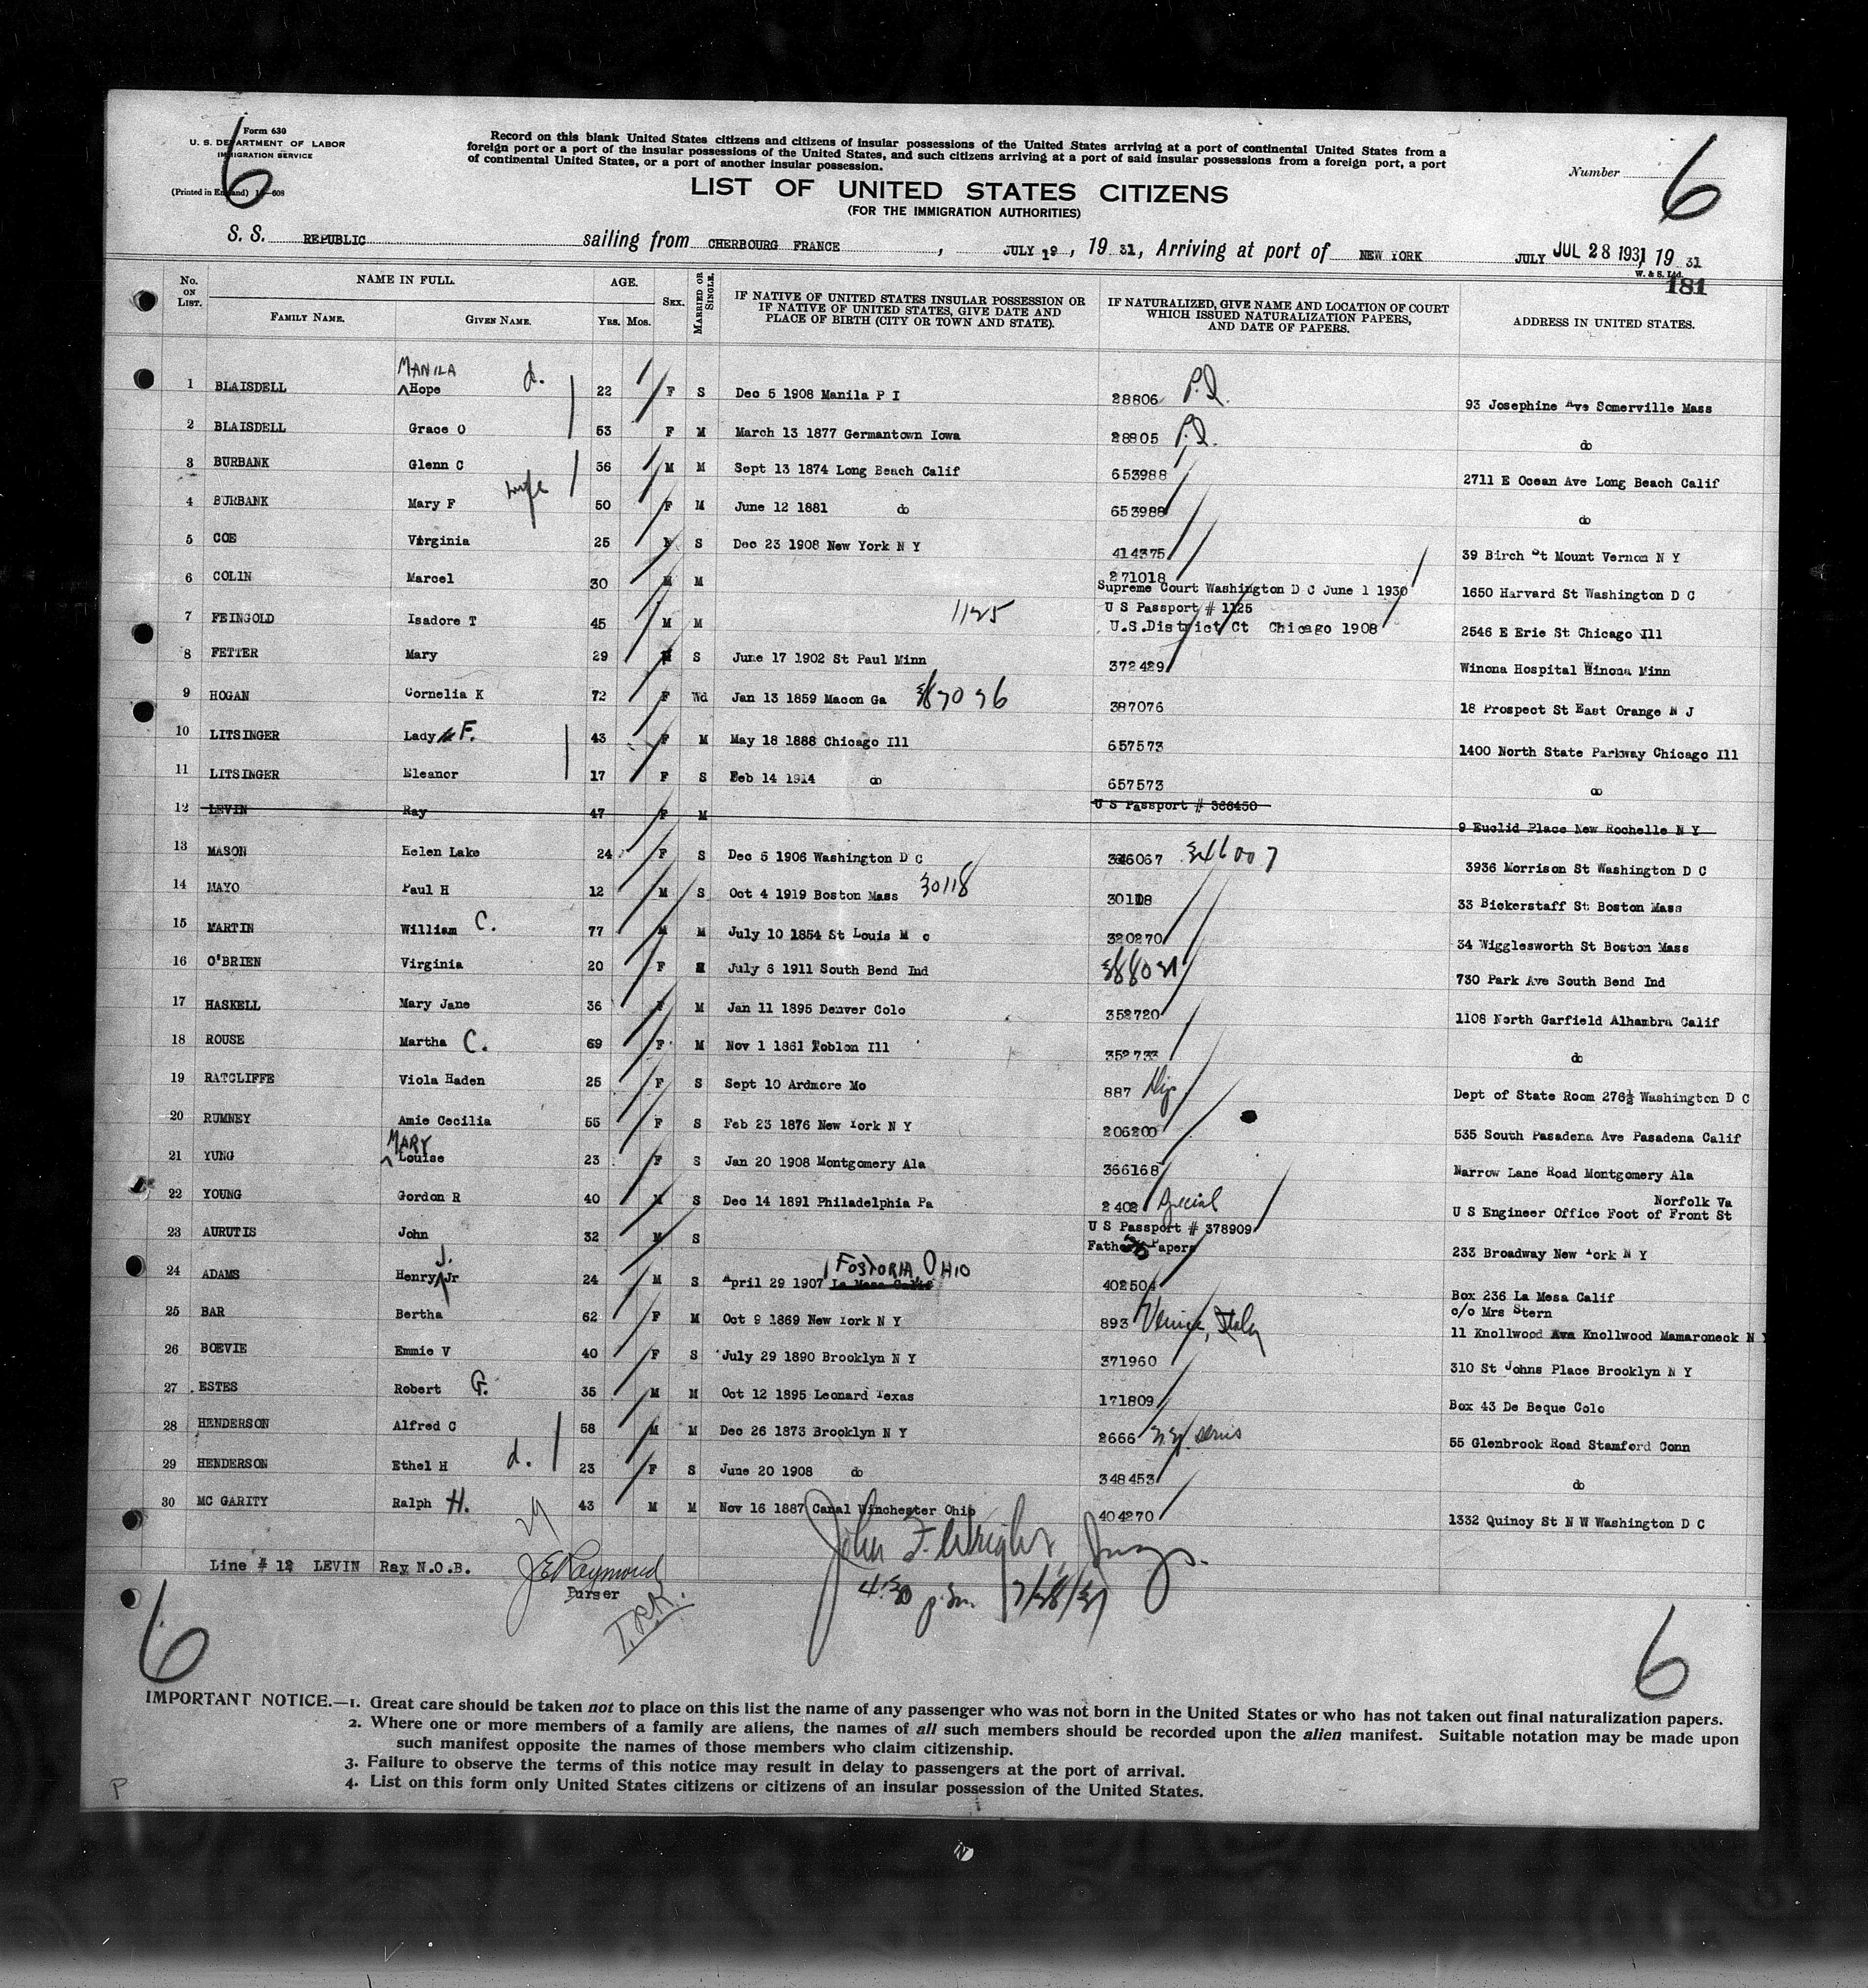 6
6
Form 630
U. S. DEPARTMENT OF LABOR
IMMIGRATION SERVICE
(Printed in England) 14—608
Record on this blank United States citizens and citizens of insular possessions of the United States arriving at a port of continental United States from a
foreign port or a port of the insular possessions of the United States, and such citizens arriving at a port of said insular possessions from a foreign port, a port
of continental United States, or a port of another insular possession.
Number
LIST OF UNITED STATES CITIZENS
(FOR THE IMMIGRATION AUTHORITIES)
S. S. REPUBLIC sailing from CHERBOURG FRANCE, JULY 19, 19 31, Arriving at port of NEW YORK JULY JUL 28 1931, 19 31
W. & S. Ltd.
181
No. ON LIST. NAME IN FULL. FAMILY NAME. GIVEN NAME. AGE. Yrs. Mos. SEX. MARRIED OR SINGLE. IF NATIVE OF UNITED STATES INSULAR POSSESSION OR IF NATIVE OF UNITED STATES, GIVE DATE AND PLACE OF BIRTH (CITY OR TOWN AND STATE). IF NATURALIZED, GIVE NAME AND LOCATION OF COURT WHICH ISSUED NATURALIZATION PAPERS, AND DATE OF PAPERS. ADDRESS IN UNITED STATES.
1 BLAISDELL MANILA Hope d. 22 F S Dec 5 1908 Manila P I 28806 P.I. 93 Josephine Ave Somerville Mass
2 BLAISDELL Grace O 53 F M March 13 1877 Germantown Iowa 28805 P.I. do
3 BURBANK Glenn C 56 M M Sept 13 1874 Long Beach Calif 653988 2711 E Ocean Ave Long Beach Calif
4 BURBANK Mary F wife 50 F M June 12 1881 do 653988 do
5 COE Virginia 25 S Dec 23 1908 New York N Y 414375 39 Birch St Mount Vernon N Y
6 COLIN Marcel 30 M M 271018 Supreme Court Washington D C June 1 1930 1650 Harvard St Washington D C
7 FEINGOLD Isadore T 45 M M 1125 U S Passport # 1125 U.S.District Ct Chicago 1908 2546 E Erie St Chicago Ill
8 FETTER Mary 29 S June 17 1902 St Paul Minn 372429 Winona Hospital Winona Minn
9 HOGAN Cornelia K 72 F Wd Jan 13 1859 Macon Ga 387076 387076 18 Prospect St East Orange N J
10 LITSINGER Lady F. 43 F M May 18 1888 Chicago Ill 657573 1400 North State Parkway Chicago Ill
11 LITSINGER Eleanor 17 F S Feb 14 1914 do 657573 do
12 LEVIN Ray 47 F M U S Passport # 366450 9 Euclid Place New Rochelle N Y
13 MASON Helen Lake 24 F S Dec 5 1906 Washington D C 346067 346007 3936 Morrison St Washington D C
14 MAYO Paul H 12 M S Oct 4 1919 Boston Mass 30118 30118 33 Bickerstaff St Boston Mass
15 MARTIN William C. 77 M M July 10 1854 St Louis M o 320270 34 Wigglesworth St Boston Mass
16 O'BRIEN Virginia 20 F July 6 1911 South Bend Ind 388031 730 Park Ave South Bend Ind
17 HASKELL Mary Jane 36 F M Jan 11 1895 Denver Colo 352720 1108 North Garfield Alhambra Calif
18 ROUSE Martha C. 69 F M Nov 1 1861 Noblon Ill 352733 do
19 RATCLIFFE Viola Haden 25 F S Sept 10 Ardmore Mo 887 Dip Dept of State Room 276½ Washington D C
20 RUMNEY Amie Cecilia 55 F S Feb 23 1876 New York N Y 206200 535 South Pasadena Ave Pasadena Calif
21 YUNG MARY Louise 23 F S Jan 20 1908 Montgomery Ala 366168 Narrow Lane Road Montgomery Ala
22 YOUNG Gordon R 40 M S Dec 14 1891 Philadelphia Pa 2402 Special Norfolk Va U S Engineer Office Foot of Front St
23 AURUTIS John 32 M S U S Passport # 378909 Father's Papers 233 Broadway New York N Y
24 ADAMS Henry J. Jr 24 M S April 29 1907 La Mesa Calif FOSTORIA OHIO 402504 Box 236 La Mesa Calif
25 BAR Bertha 62 F M Oct 9 1869 New York N Y 893 Venice, Italy c/o Mrs Stern 11 Knollwood Ave Knollwood Mamaroneck N Y
26 BOEVIE Emmie V 40 F S July 29 1890 Brooklyn N Y 371960 310 St Johns Place Brooklyn N Y
27 ESTES Robert G. 35 M M Oct 12 1895 Leonard Texas 171809 Box 43 De Beque Colo
28 HENDERSON Alfred C 58 M M Dec 26 1873 Brooklyn N Y 2666 N.Y. series 55 Glenbrook Road Stamford Conn
29 HENDERSON Ethel H d. 23 F S June 20 1908 do 348453 do
30 MC GARITY Ralph H. 43 M M Nov 16 1887 Canal Winchester Ohio 404270 1332 Quincy St N W Washington D C
29
Line # 12 LEVIN Ray N.O.B.
J E Raymond
Purser
John F. Wright, Insp.
4:30 p.m. 7/28/31
6
6
IMPORTANT NOTICE.—1. Great care should be taken not to place on this list the name of any passenger who was not born in the United States or who has not taken out final naturalization papers.
2. Where one or more members of a family are aliens, the names of all such members should be recorded upon the alien manifest. Suitable notation may be made upon
such manifest opposite the names of those members who claim citizenship.
3. Failure to observe the terms of this notice may result in delay to passengers at the port of arrival.
4. List on this form only United States citizens or citizens of an insular possession of the United States.
P